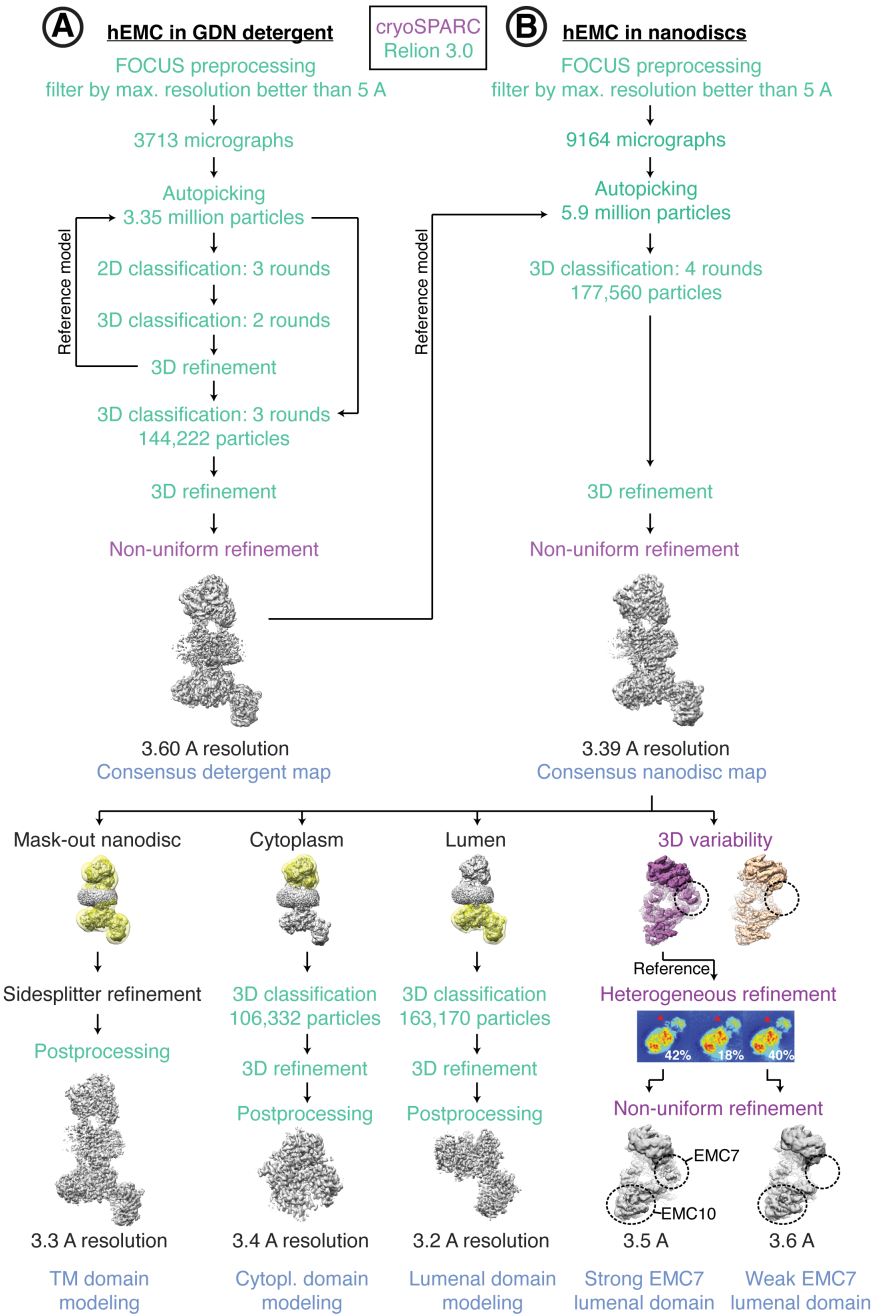 A
hEMC in GDN detergent
cryoSPARC
Relion 3.0
B
hEMC in nanodiscs
FOCUS preprocessing
filter by max. resolution better than 5 A
3713 micrographs
Autopicking
3.35 million particles
Reference model
2D classification: 3 rounds
3D classification: 2 rounds
3D refinement
3D classification: 3 rounds
144,222 particles
3D refinement
Non-uniform refinement
3.60 A resolution
Consensus detergent map
FOCUS preprocessing
filter by max. resolution better than 5 A
9164 micrographs
Autopicking
5.9 million particles
Reference model
3D classification: 4 rounds
177,560 particles
3D refinement
Non-uniform refinement
3.39 A resolution
Consensus nanodisc map
Mask-out nanodisc
Sidesplitter refinement
Postprocessing
3.3 A resolution
TM domain
modeling
Cytoplasm
3D classification
106,332 particles
3D refinement
Postprocessing
3.4 A resolution
Cytopl. domain
modeling
Lumen
3D classification
163,170 particles
3D refinement
Postprocessing
3.2 A resolution
Lumenal domain
modeling
3D variability
Reference
Heterogeneous refinement
42%
18%
40%
Non-uniform refinement
EMC7
EMC10
3.5 A
Strong EMC7
lumenal domain
3.6 A
Weak EMC7
lumenal domain